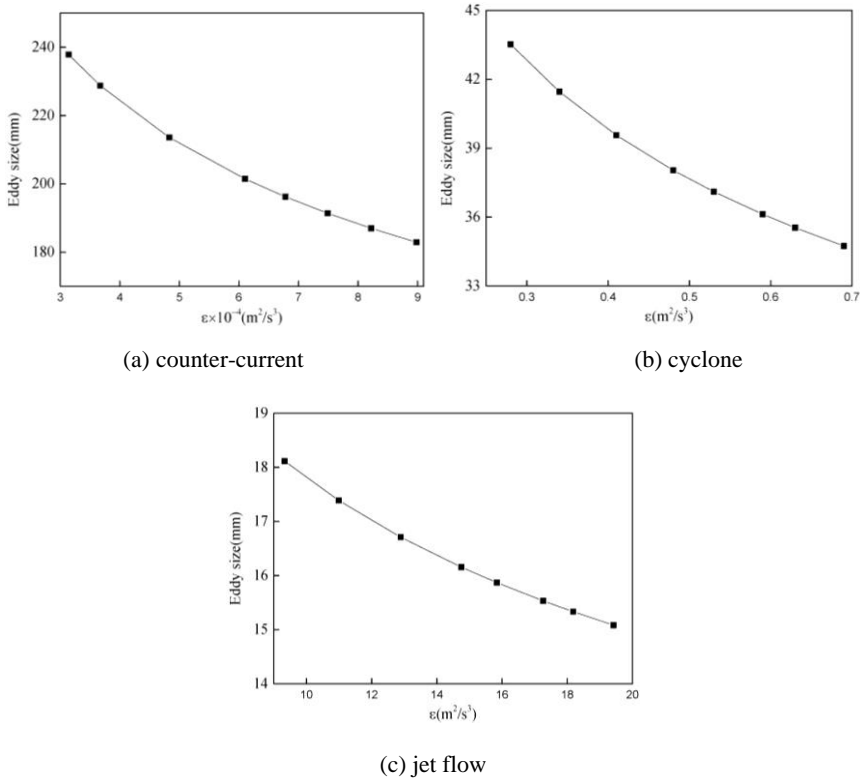 240
220
200
180
Eddy size(mm)
3 4 5 6 7 8 9
ε×10⁻⁴(m²/s³)
(a) counter-current
45
42
39
36
33
Eddy size(mm)
0.3 0.4 0.5 0.6 0.7
ε(m²/s³)
(b) cyclone
19
18
17
16
15
14
Eddy size(mm)
10 12 14 16 18 20
ε(m²/s³)
(c) jet flow